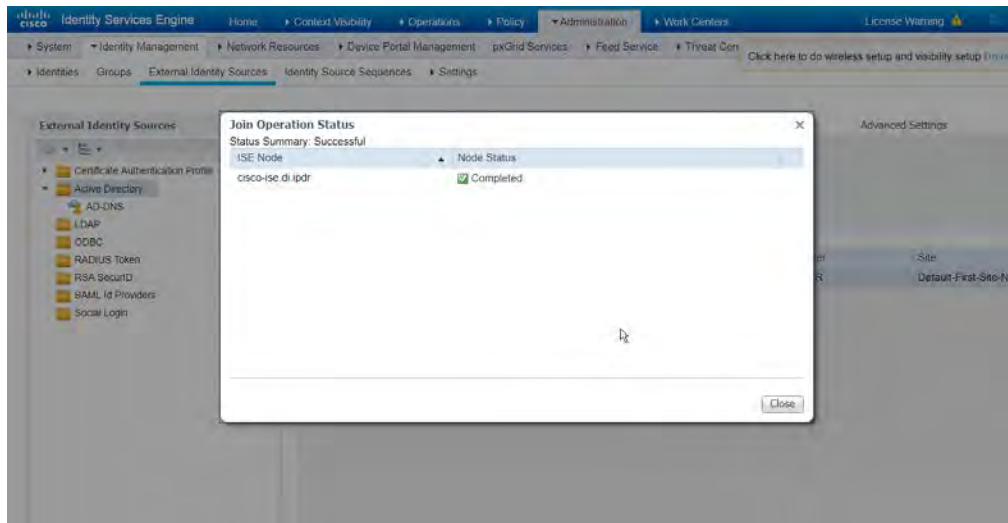 cisco Identity Services Engine Home Context Visibility Operations Policy Administration Work Centers License Warning
System Identity Management Network Resources Device Portal Management pxGrid Services Feed Service Threat Cen
Click here to do wireless setup and visibility setup
Identities Groups External Identity Sources Identity Source Sequences Settings
External Identity Sources
Certificate Authentication Profile
Active Directory
AD-DNS
LDAP
ODBC
RADIUS Token
RSA SecurID
SAML Id Providers
Social Login
Join Operation Status
Status Summary: Successful
ISE Node Node Status
cisco-ise.di.ipdr Completed
Close
Advanced Settings
Site
R Default-First-Site-N